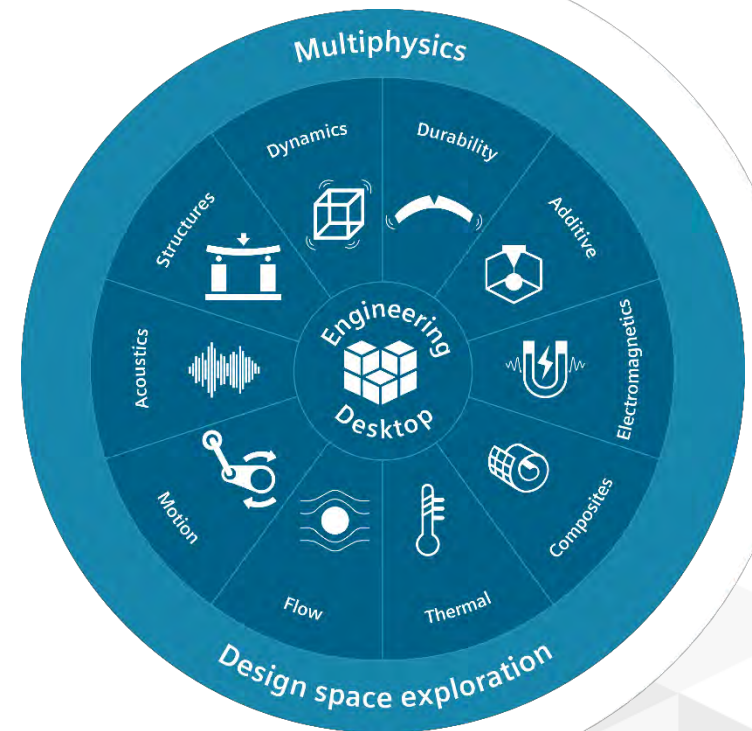 Multiphysics
Dynamics
Durability
Structures
Additive
Acoustics
Engineering
Desktop
Electromagnetics
Motion
Composites
Flow
Thermal
Design space exploration